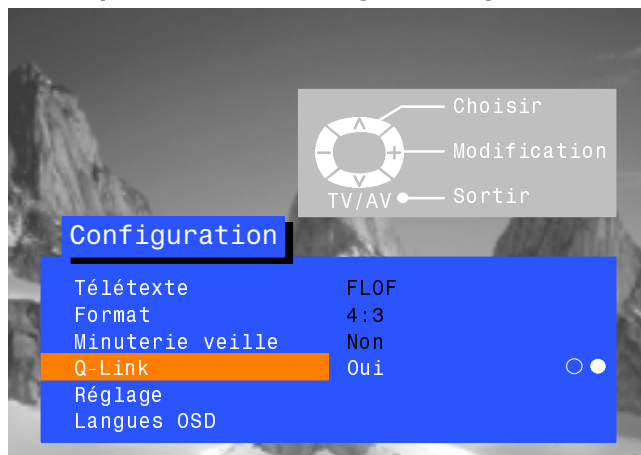 Choisir
Modification
TV/AV Sortir
Configuration
Télétexte FLOF
Format 4:3
Minuterie veille Non
Q-Link Oui
Réglage
Langues OSD